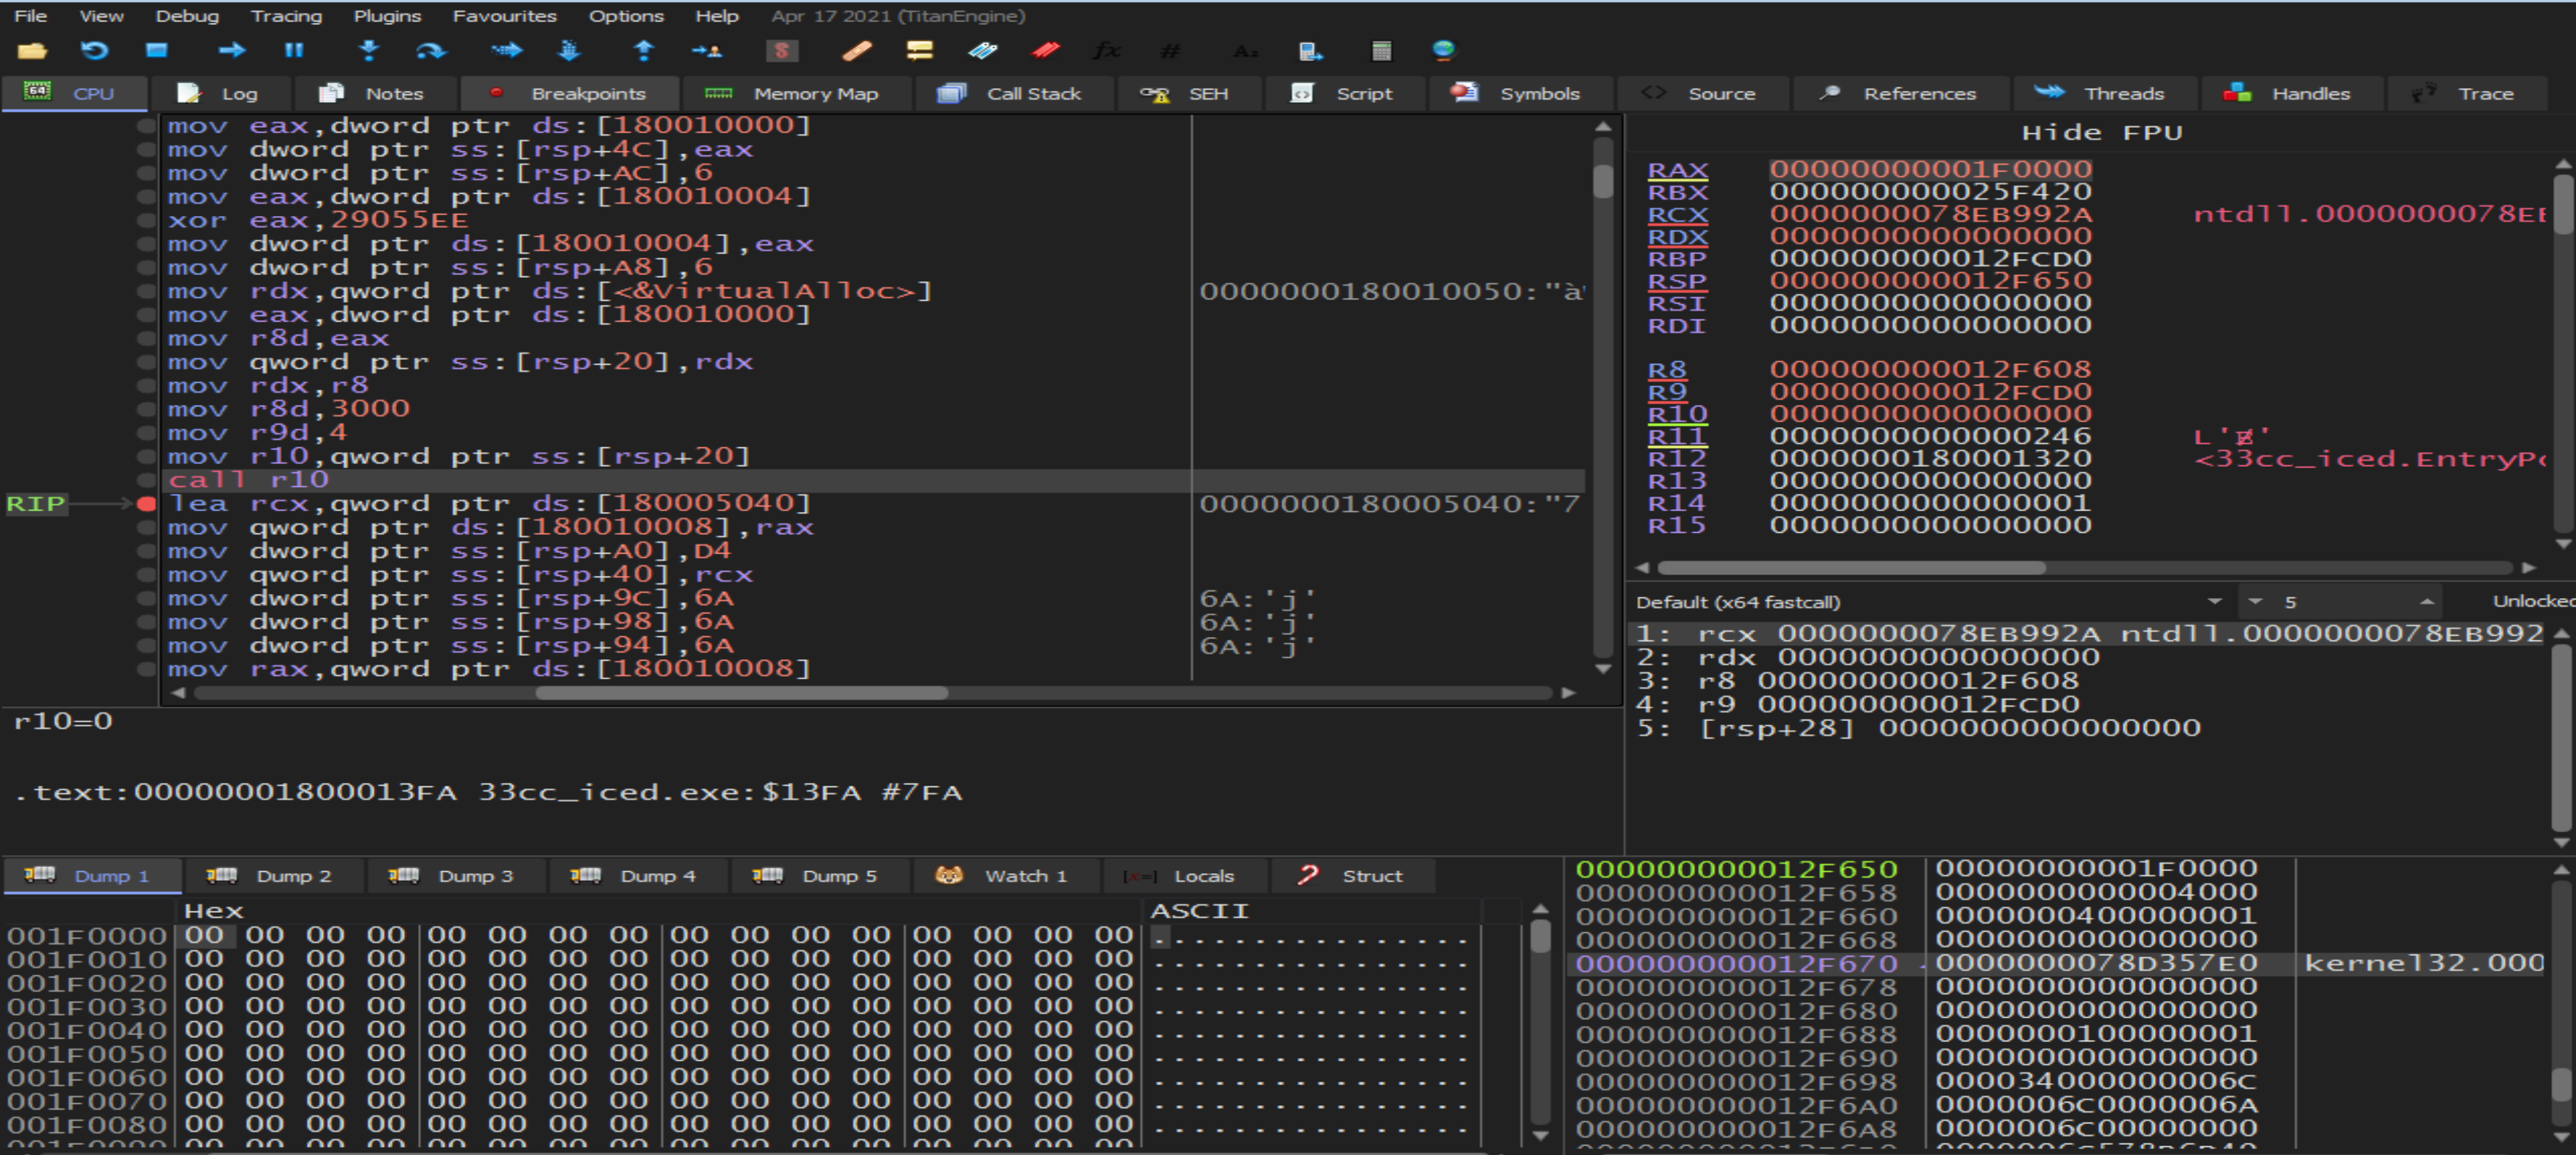 File View Debug Tracing Plugins Favourites Options Help Apr 17 2021 (TitanEngine)
CPU Log Notes Breakpoints Memory Map Call Stack SEH Script Symbols Source References Threads Handles Trace
mov eax,dword ptr ds:[180010000]
mov dword ptr ss:[rsp+4C],eax
mov dword ptr ss:[rsp+AC],6
mov eax,dword ptr ds:[180010004]
xor eax,29055EE
mov dword ptr ds:[180010004],eax
mov dword ptr ss:[rsp+A8],6
mov rdx,qword ptr ds:[<&VirtualAlloc>] 0000000180010050:"à
mov eax,dword ptr ds:[180010000]
mov r8d,eax
mov qword ptr ss:[rsp+20],rdx
mov rdx,r8
mov r8d,3000
mov r9d,4
mov r10,qword ptr ss:[rsp+20]
call r10
RIP lea rcx,qword ptr ds:[180005040] 0000000180005040:"7
mov qword ptr ds:[180010008],rax
mov dword ptr ss:[rsp+A0],D4
mov qword ptr ss:[rsp+40],rcx
mov dword ptr ss:[rsp+9C],6A 6A:'j'
mov dword ptr ss:[rsp+98],6A 6A:'j'
mov dword ptr ss:[rsp+94],6A 6A:'j'
mov rax,qword ptr ds:[180010008]
r10=0
.text:00000001800013FA 33cc_iced.exe:$13FA #7FA
Hide FPU
RAX 00000000001F0000
RBX 000000000025F420
RCX 0000000078EB992A ntdll.0000000078EE
RDX 0000000000000000
RBP 000000000012FCD0
RSP 000000000012F650
RSI 0000000000000000
RDI 0000000000000000
R8 000000000012F608
R9 000000000012FCD0
R10 0000000000000000
R11 0000000000000246 L'
R12 0000000180001320 <33cc_iced.EntryP
R13 0000000000000000
R14 0000000000000001
R15 0000000000000000
Default (x64 fastcall) 5 Unlocked
1: rcx 0000000078EB992A ntdll.0000000078EB992
2: rdx 0000000000000000
3: r8 000000000012F608
4: r9 000000000012FCD0
5: [rsp+28] 0000000000000000
Dump 1 Dump 2 Dump 3 Dump 4 Dump 5 Watch 1 [x=] Locals Struct
Hex ASCII
001F0000 00 00 00 00 00 00 00 00 00 00 00 00 00 00 00 00 ................
001F0010 00 00 00 00 00 00 00 00 00 00 00 00 00 00 00 00 ................
001F0020 00 00 00 00 00 00 00 00 00 00 00 00 00 00 00 00 ................
001F0030 00 00 00 00 00 00 00 00 00 00 00 00 00 00 00 00 ................
001F0040 00 00 00 00 00 00 00 00 00 00 00 00 00 00 00 00 ................
001F0050 00 00 00 00 00 00 00 00 00 00 00 00 00 00 00 00 ................
001F0060 00 00 00 00 00 00 00 00 00 00 00 00 00 00 00 00 ................
001F0070 00 00 00 00 00 00 00 00 00 00 00 00 00 00 00 00 ................
001F0080 00 00 00 00 00 00 00 00 00 00 00 00 00 00 00 00 ................
000000000012F650 00000000001F0000
000000000012F658 0000000000004000
000000000012F660 0000000400000001
000000000012F668 0000000000000000
000000000012F670 0000000078D357E0 kernel32.000
000000000012F678 0000000000000000
000000000012F680 0000000000000000
000000000012F688 0000000100000001
000000000012F690 0000000000000000
000000000012F698 000034000000006C
000000000012F6A0 0000006C0000006A
000000000012F6A8 0000006C00000000